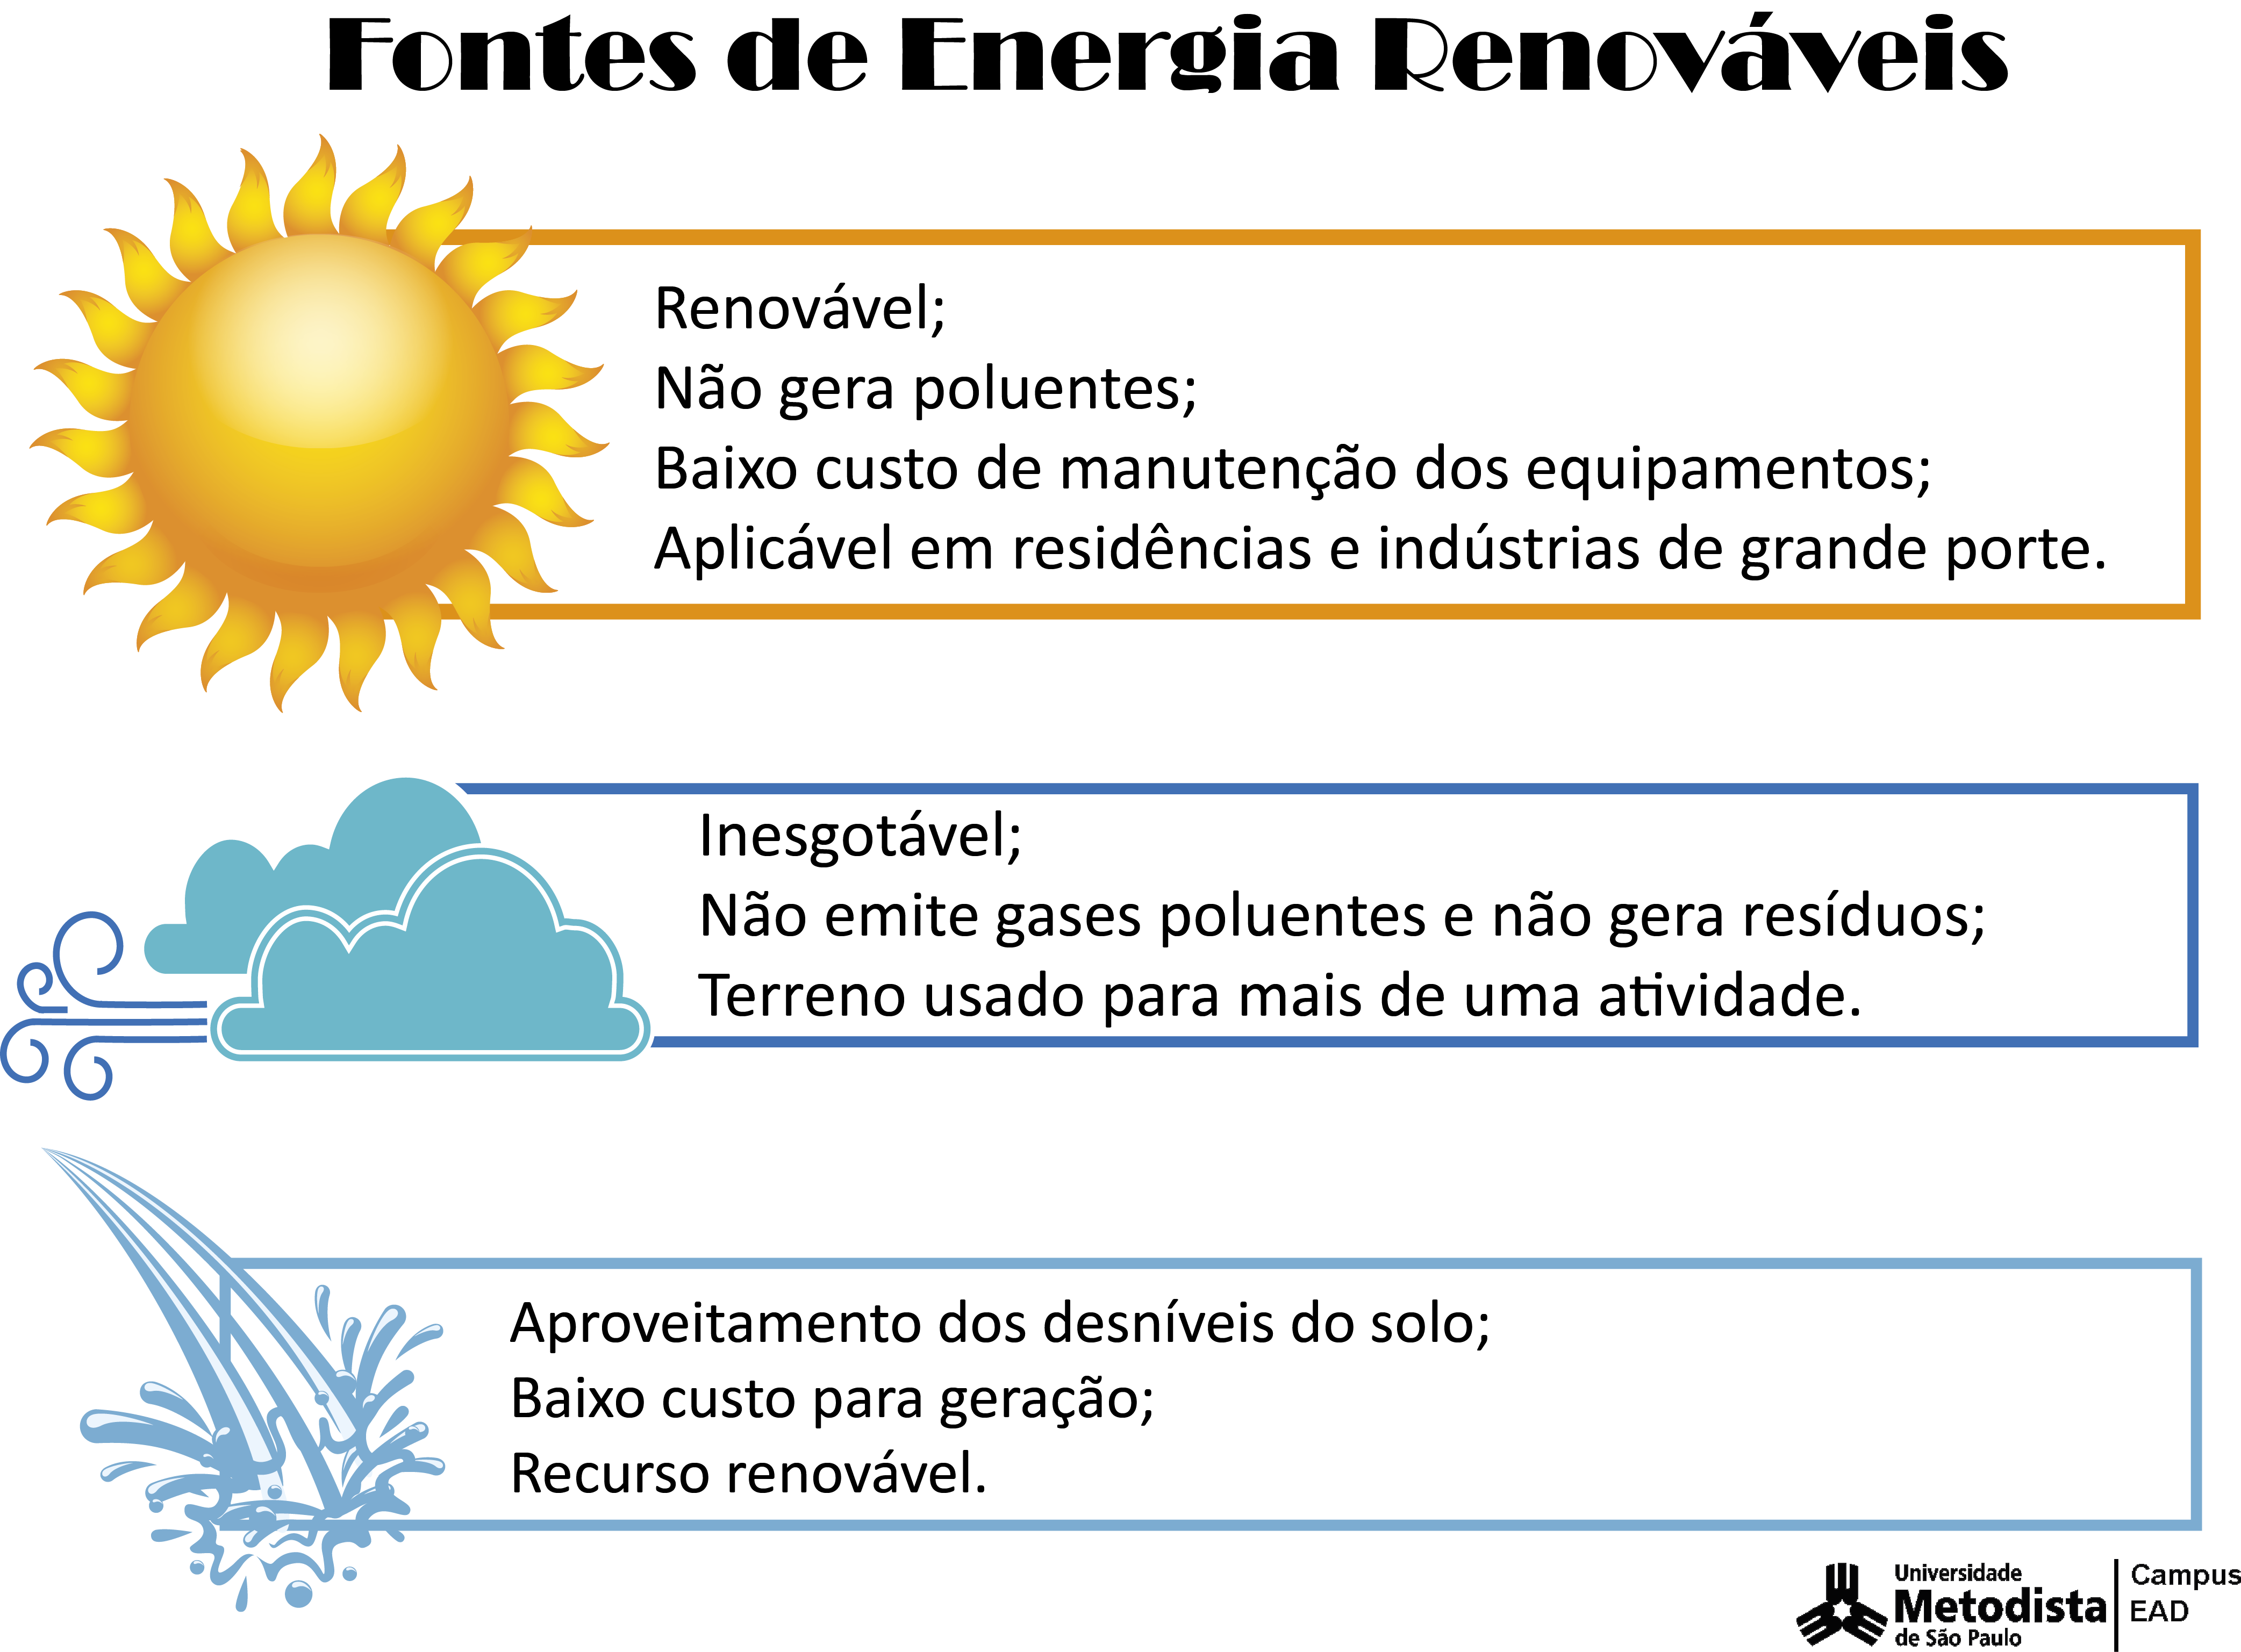 Fontes de Energia Renováveis
Renovável;
Não gera poluentes;
Baixo custo de manutenção dos equipamentos;
Aplicável em residências e indústrias de grande porte.
Inesgotável;
Não emite gases poluentes e não gera resíduos;
Terreno usado para mais de uma atividade.
Aproveitamento dos desníveis do solo;
Baixo custo para geração;
Recurso renovável.
Universidade
Metodista
de São Paulo
Campus
EAD